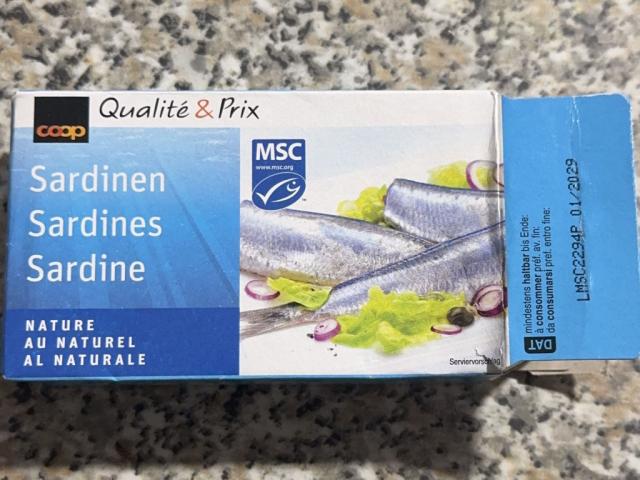 coop
Qualité & Prix
Sardinen
Sardines
Sardine
NATURE
AU NATUREL
AL NATURALE
MSC
www.msc.org
TM
Serviervorschlag
DAT
mindestens haltbar bis Ende:
à consommer préf. av. fin:
da consumarsi pref. entro fine:
LMSC2294P 01/2029